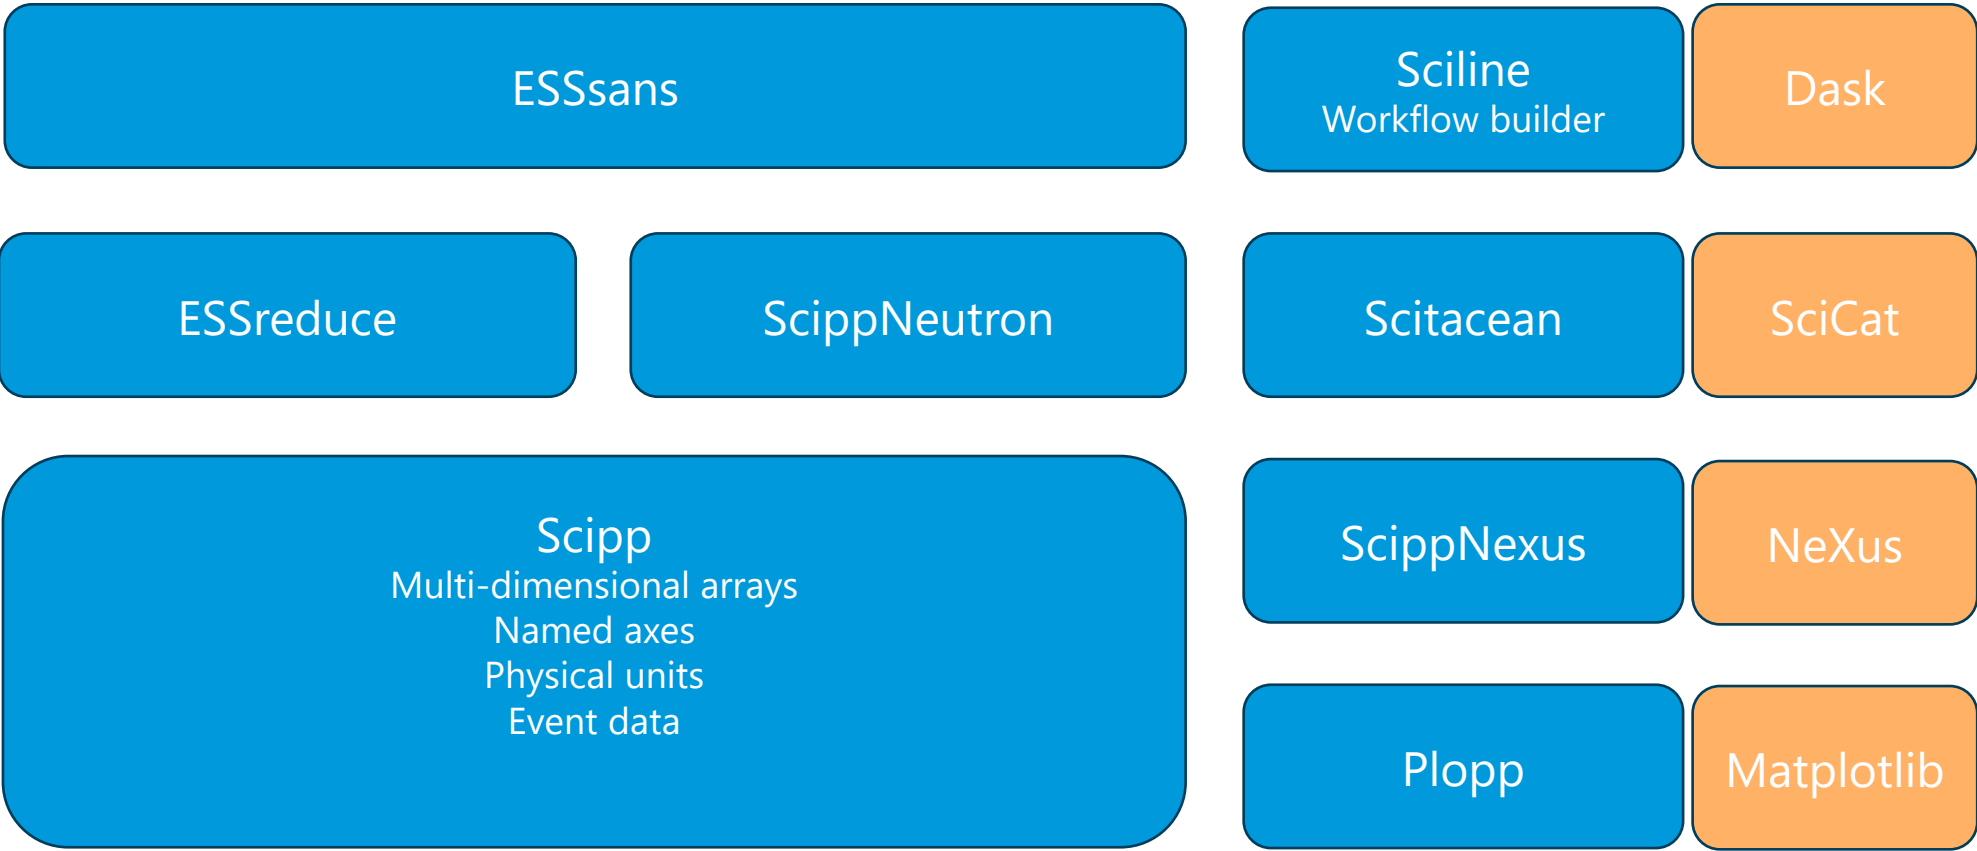 ESSsans
Sciline
Workflow builder
Dask
ESSreduce
ScippNeutron
Scitacean
SciCat
Scipp
Multi-dimensional arrays
Named axes
Physical units
Event data
ScippNexus
NeXus
Plopp
Matplotlib